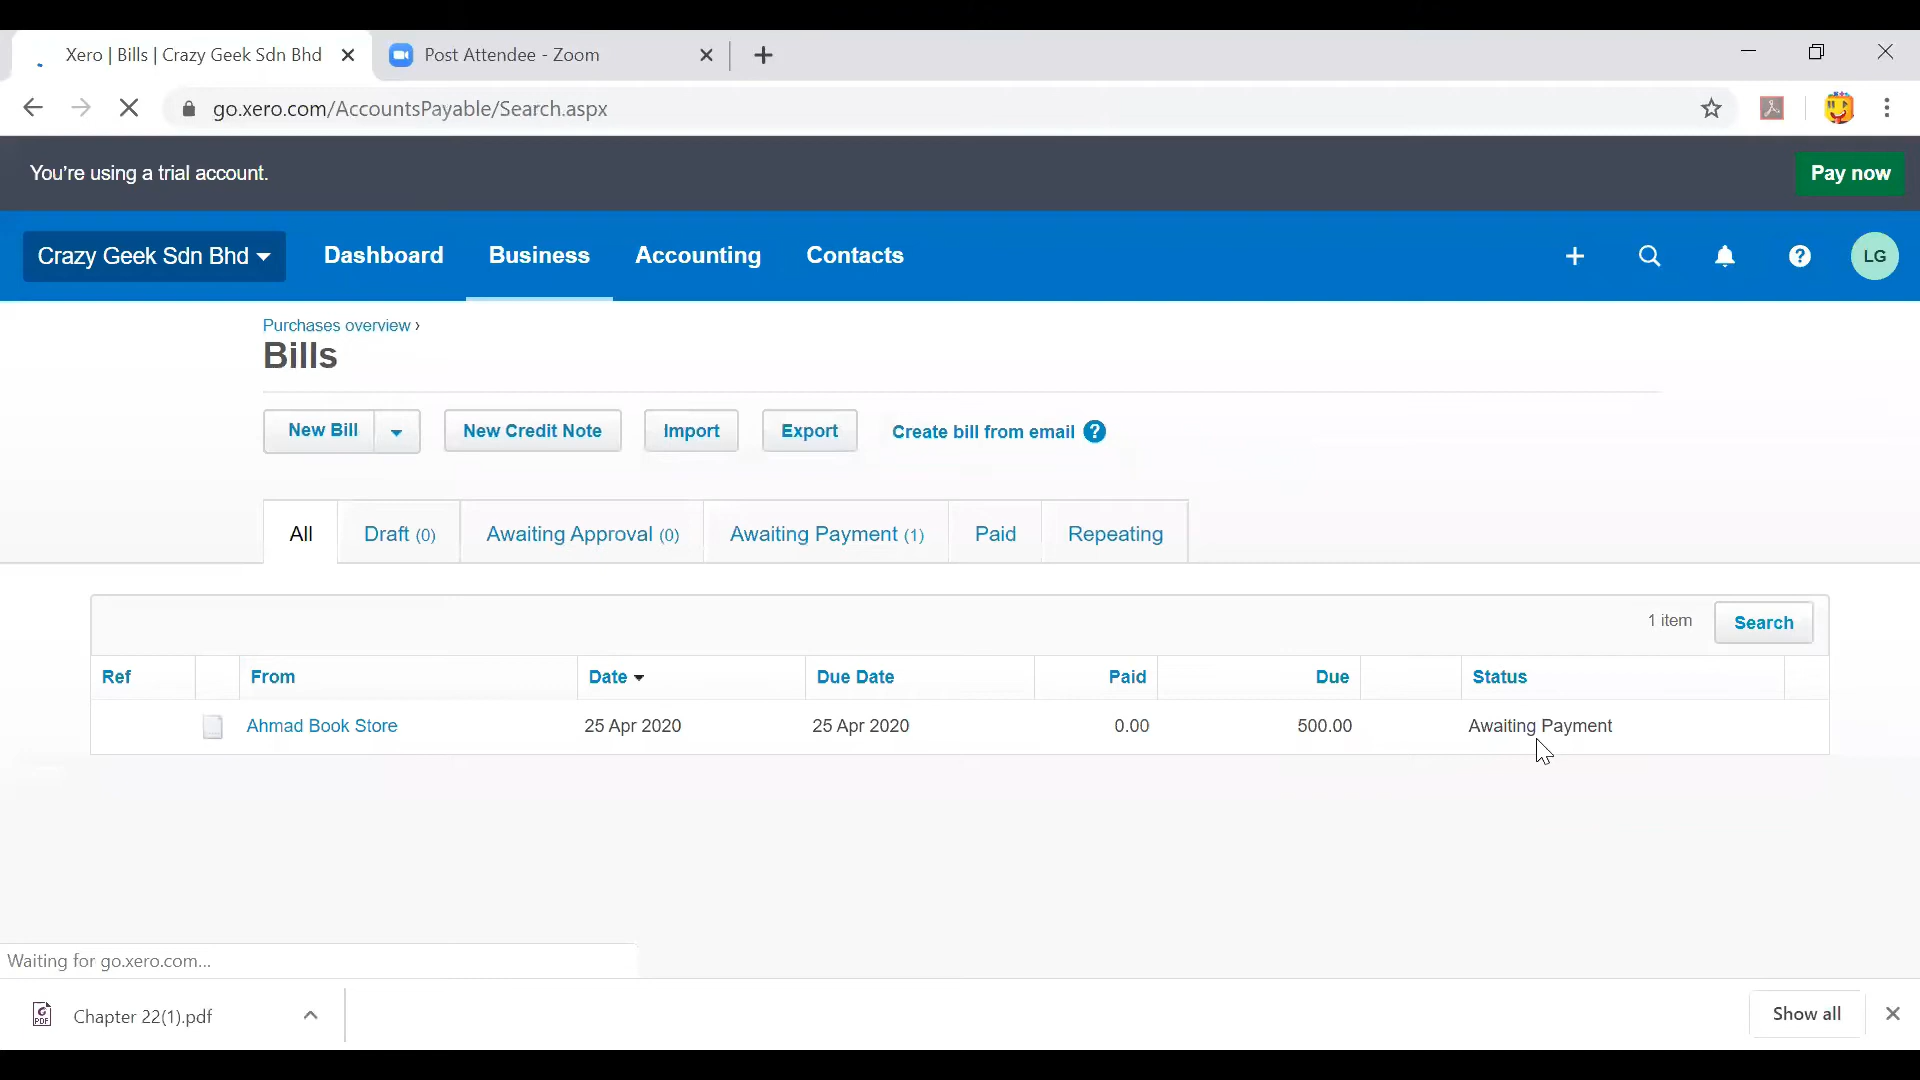 Xero | Bills | Crazy Geek Sdn Bhd
Post Attendee - Zoom
go.xero.com/AccountsPayable/Search.aspx
You're using a trial account.
Pay now
Crazy Geek Sdn Bhd
Dashboard
Business
Accounting
Contacts
LG
Purchases overview ›
Bills
New Bill
New Credit Note
Import
Export
Create bill from email ?
All
Draft (0)
Awaiting Approval (0)
Awaiting Payment (1)
Paid
Repeating
1 item
Search
Ref From Date Due Date Paid Due Status
Ahmad Book Store 25 Apr 2020 25 Apr 2020 0.00 500.00 Awaiting Payment
Waiting for go.xero.com...
PDF
Chapter 22(1).pdf
Show all